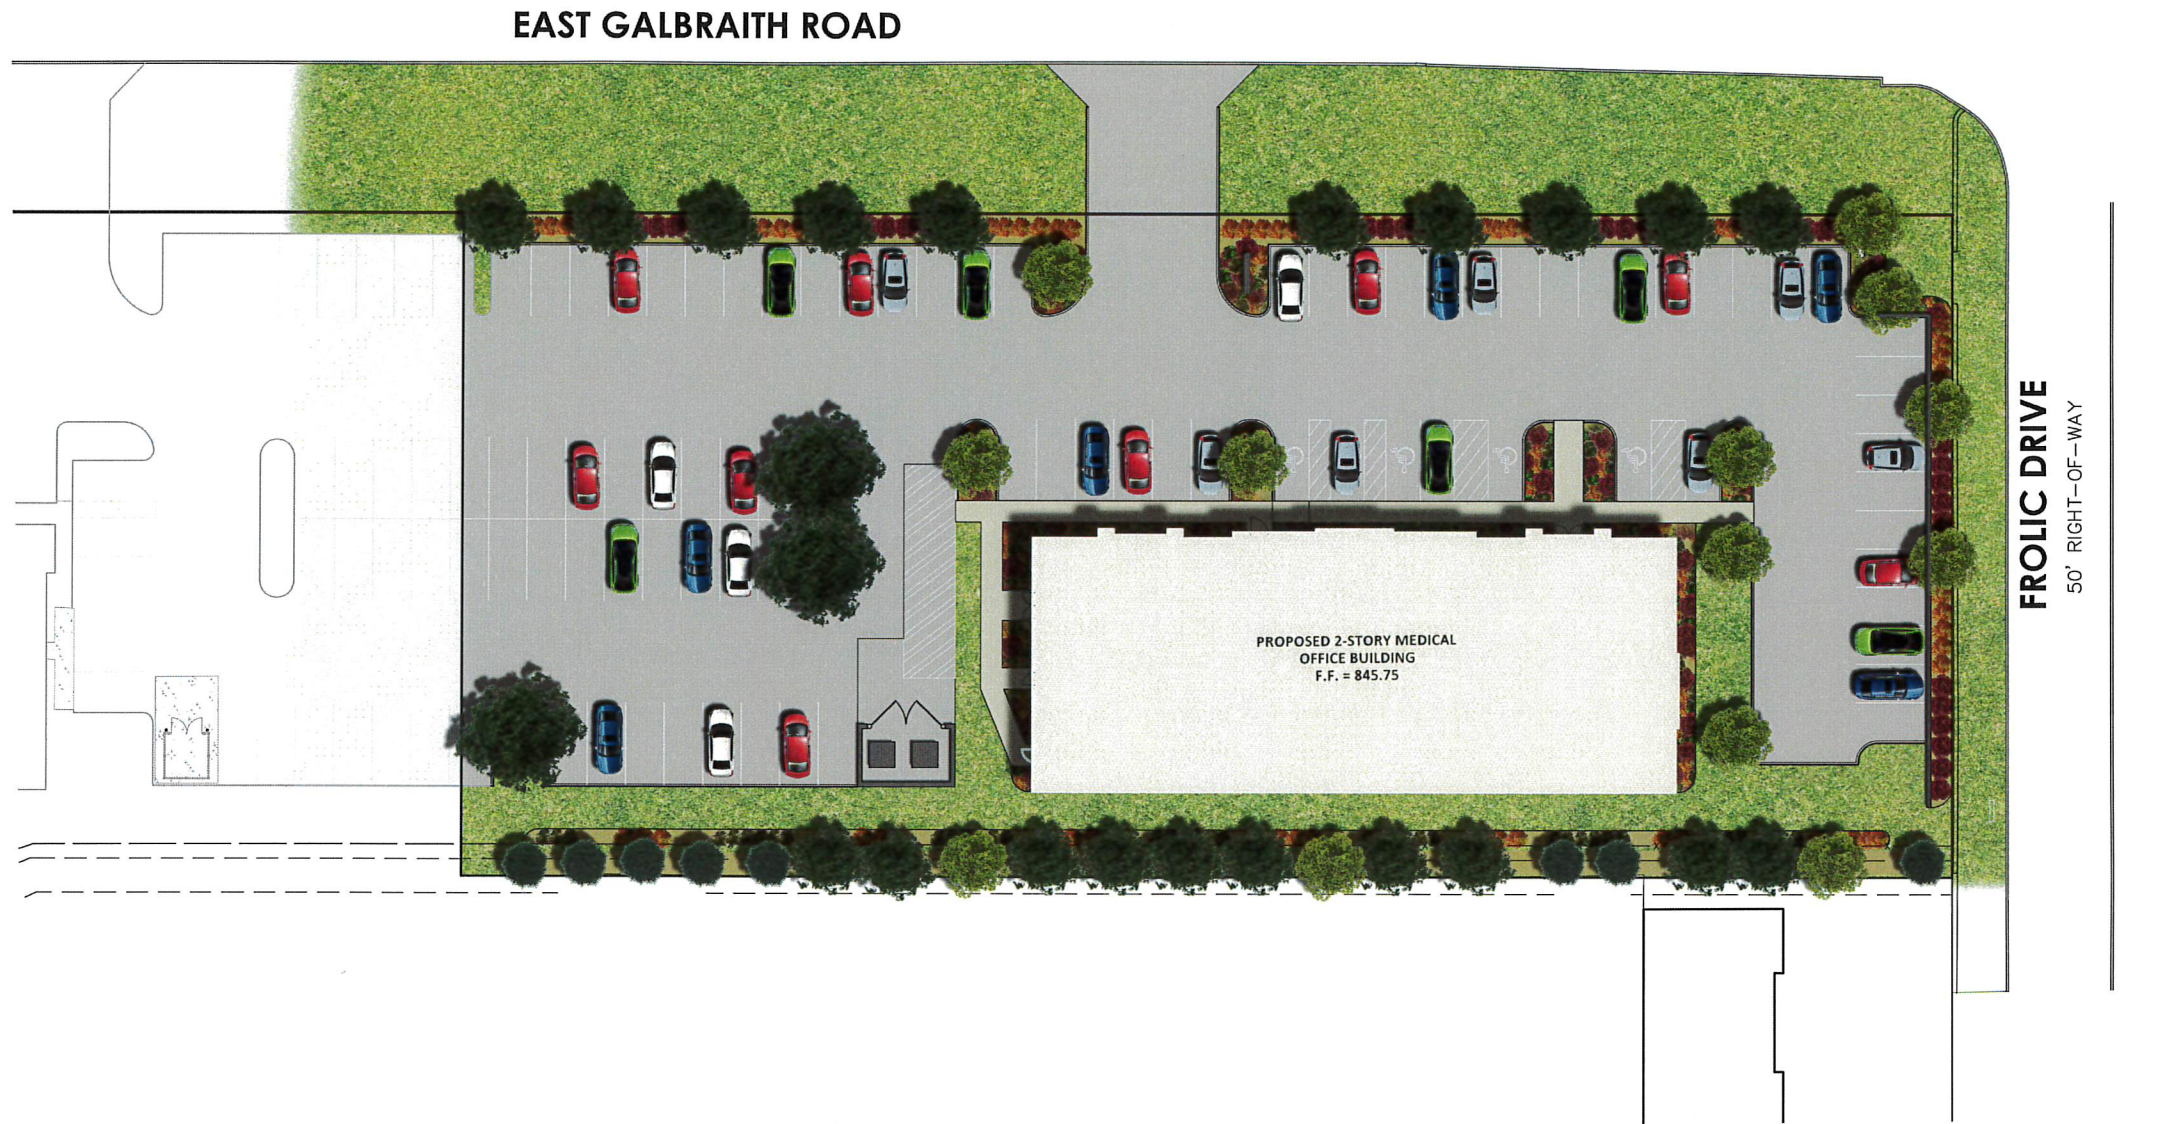 EAST GALBRAITH ROAD
PROPOSED 2-STORY MEDICAL
OFFICE BUILDING
F.F. = 845.75
FROLIC DRIVE
50' RIGHT-OF-WAY